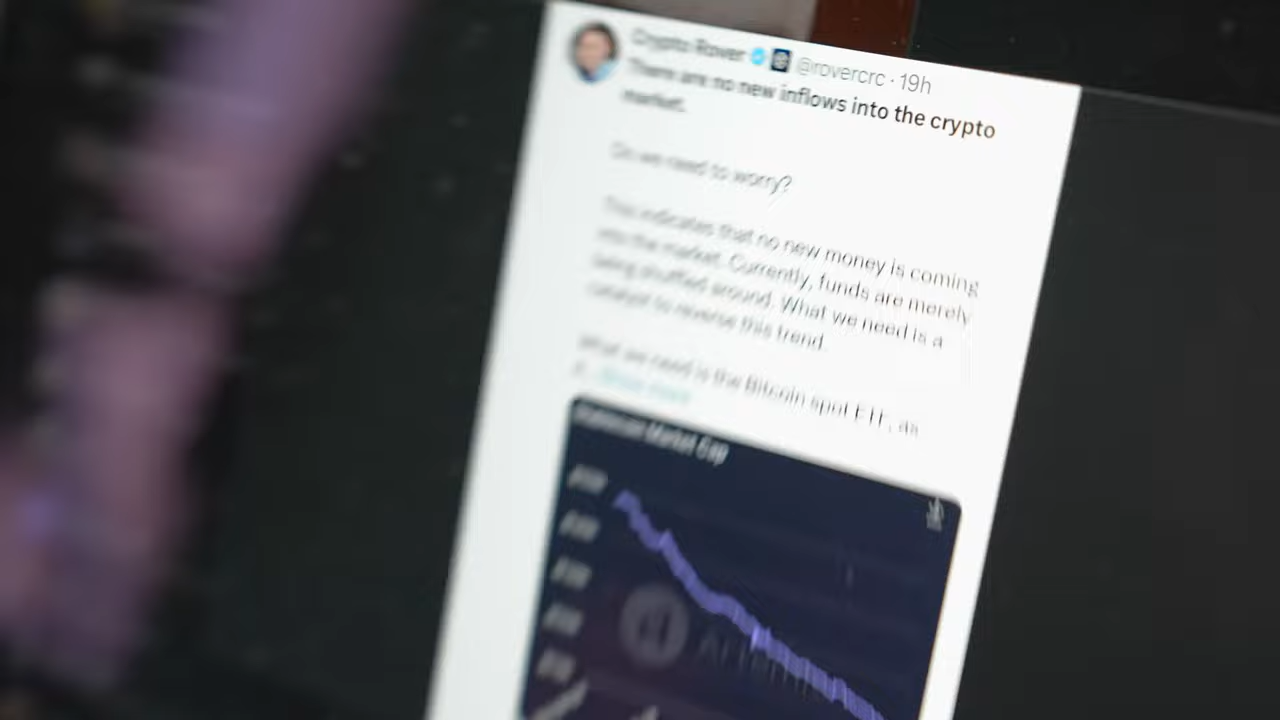 Crypto Rover @rovercrc · 19h
There are no new inflows into the crypto
market.
Do we need to worry?
This indicates that no new money is coming
into the market. Currently, funds are merely
being shuffled around. What we need is a
catalyst to reverse this trend.
What we need is the Bitcoin spot ETF, as
Show more
Stablecoin Market Cap